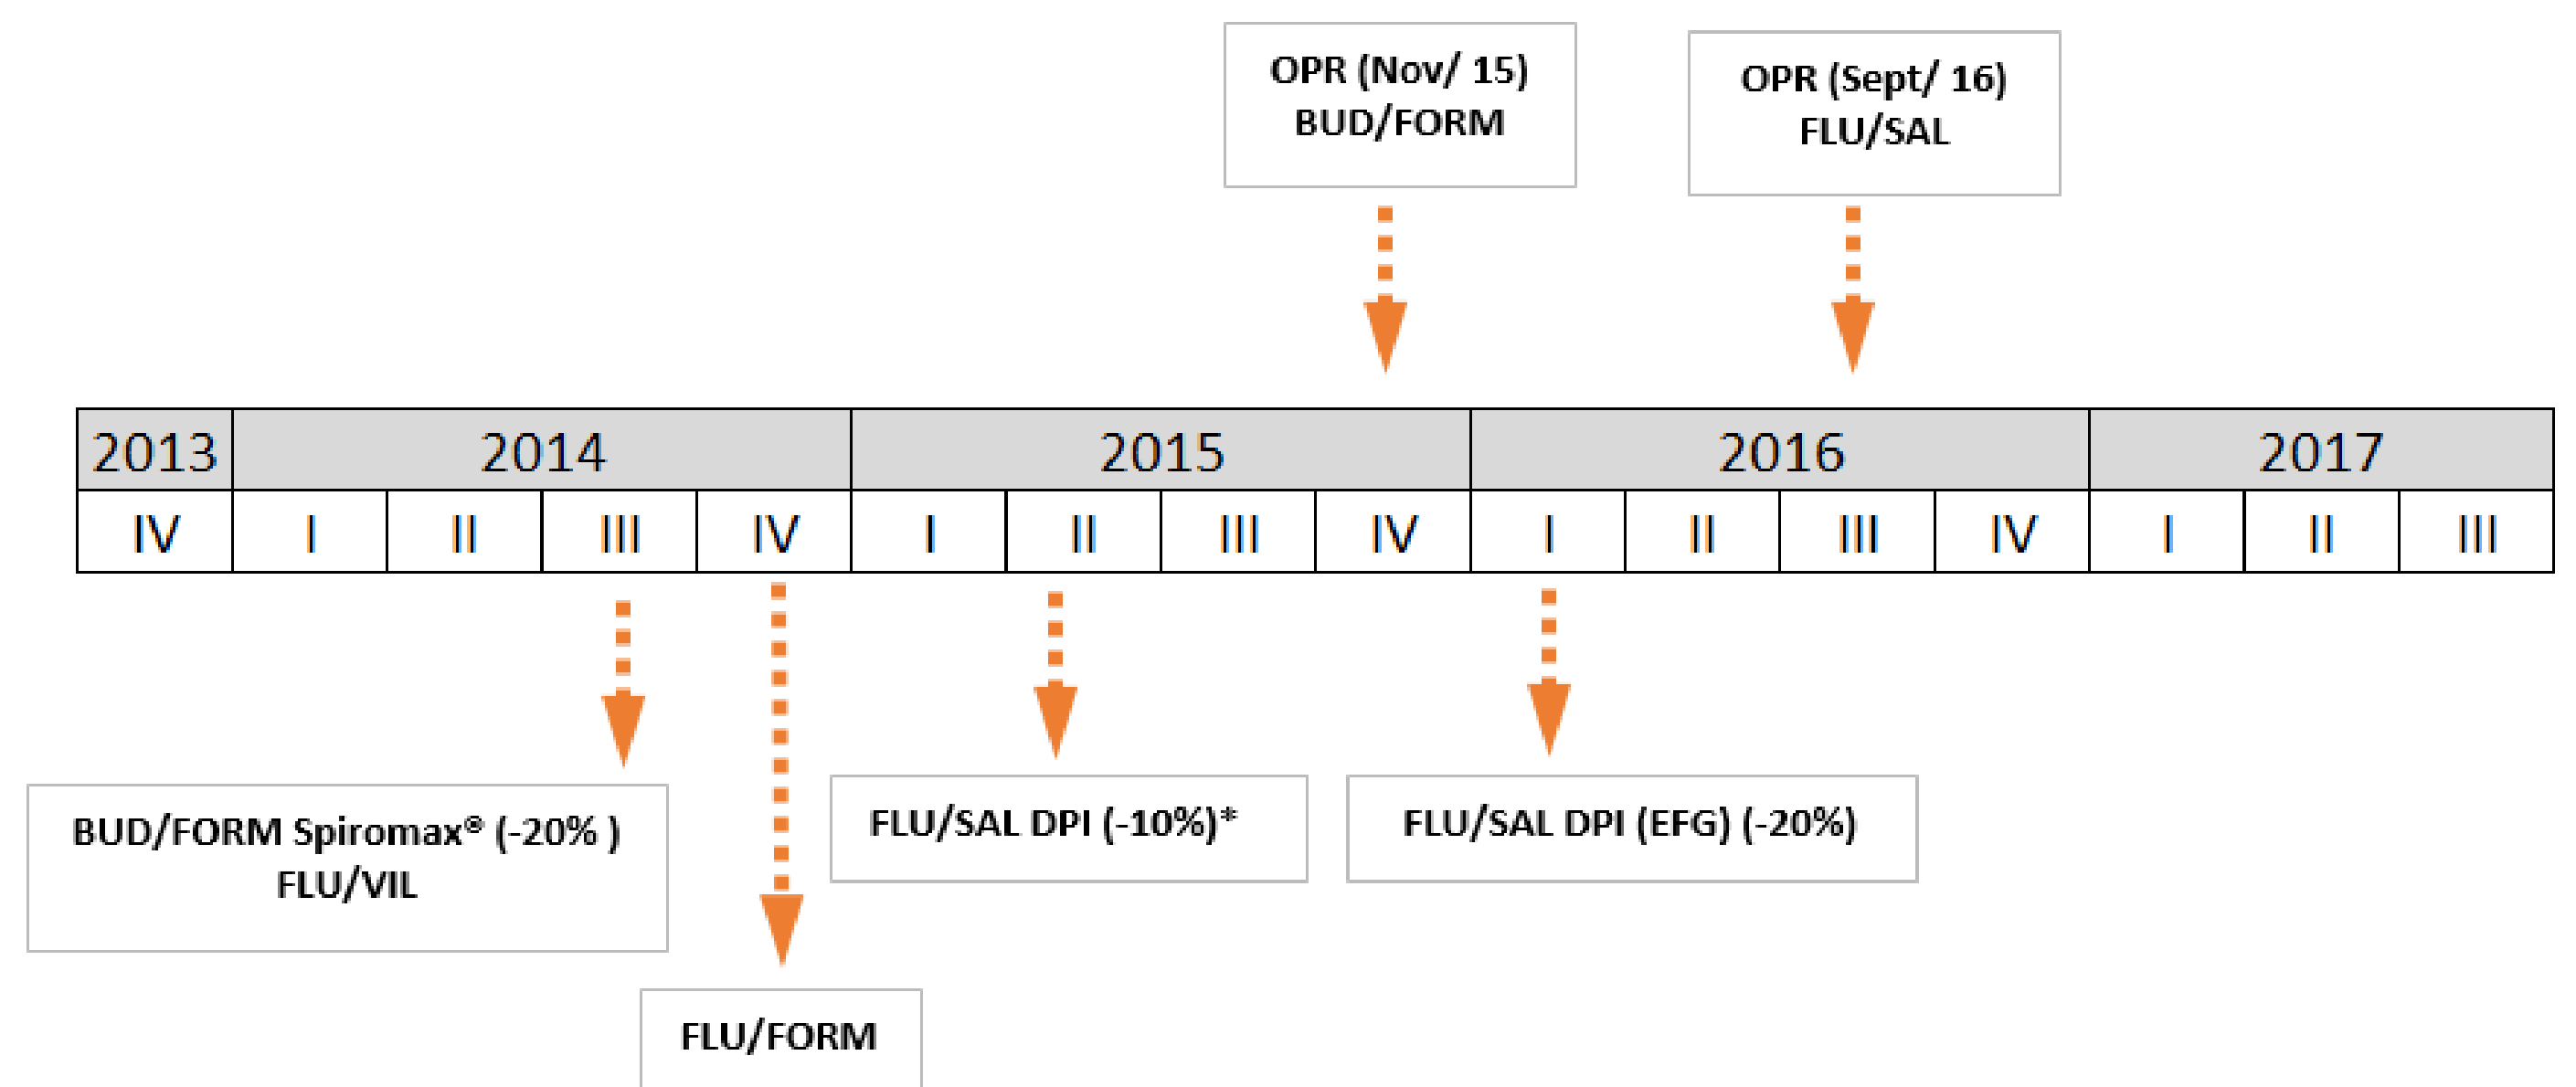 OPR (Nov/ 15)
BUD/FORM
OPR (Sept/ 16)
FLU/SAL
2013 2014 2015 2016 2017
IV I II III IV I II III IV I II III IV I II III
BUD/FORM Spiromax® (-20% )
FLU/VIL
FLU/SAL DPI (-10%)*
FLU/SAL DPI (EFG) (-20%)
FLU/FORM